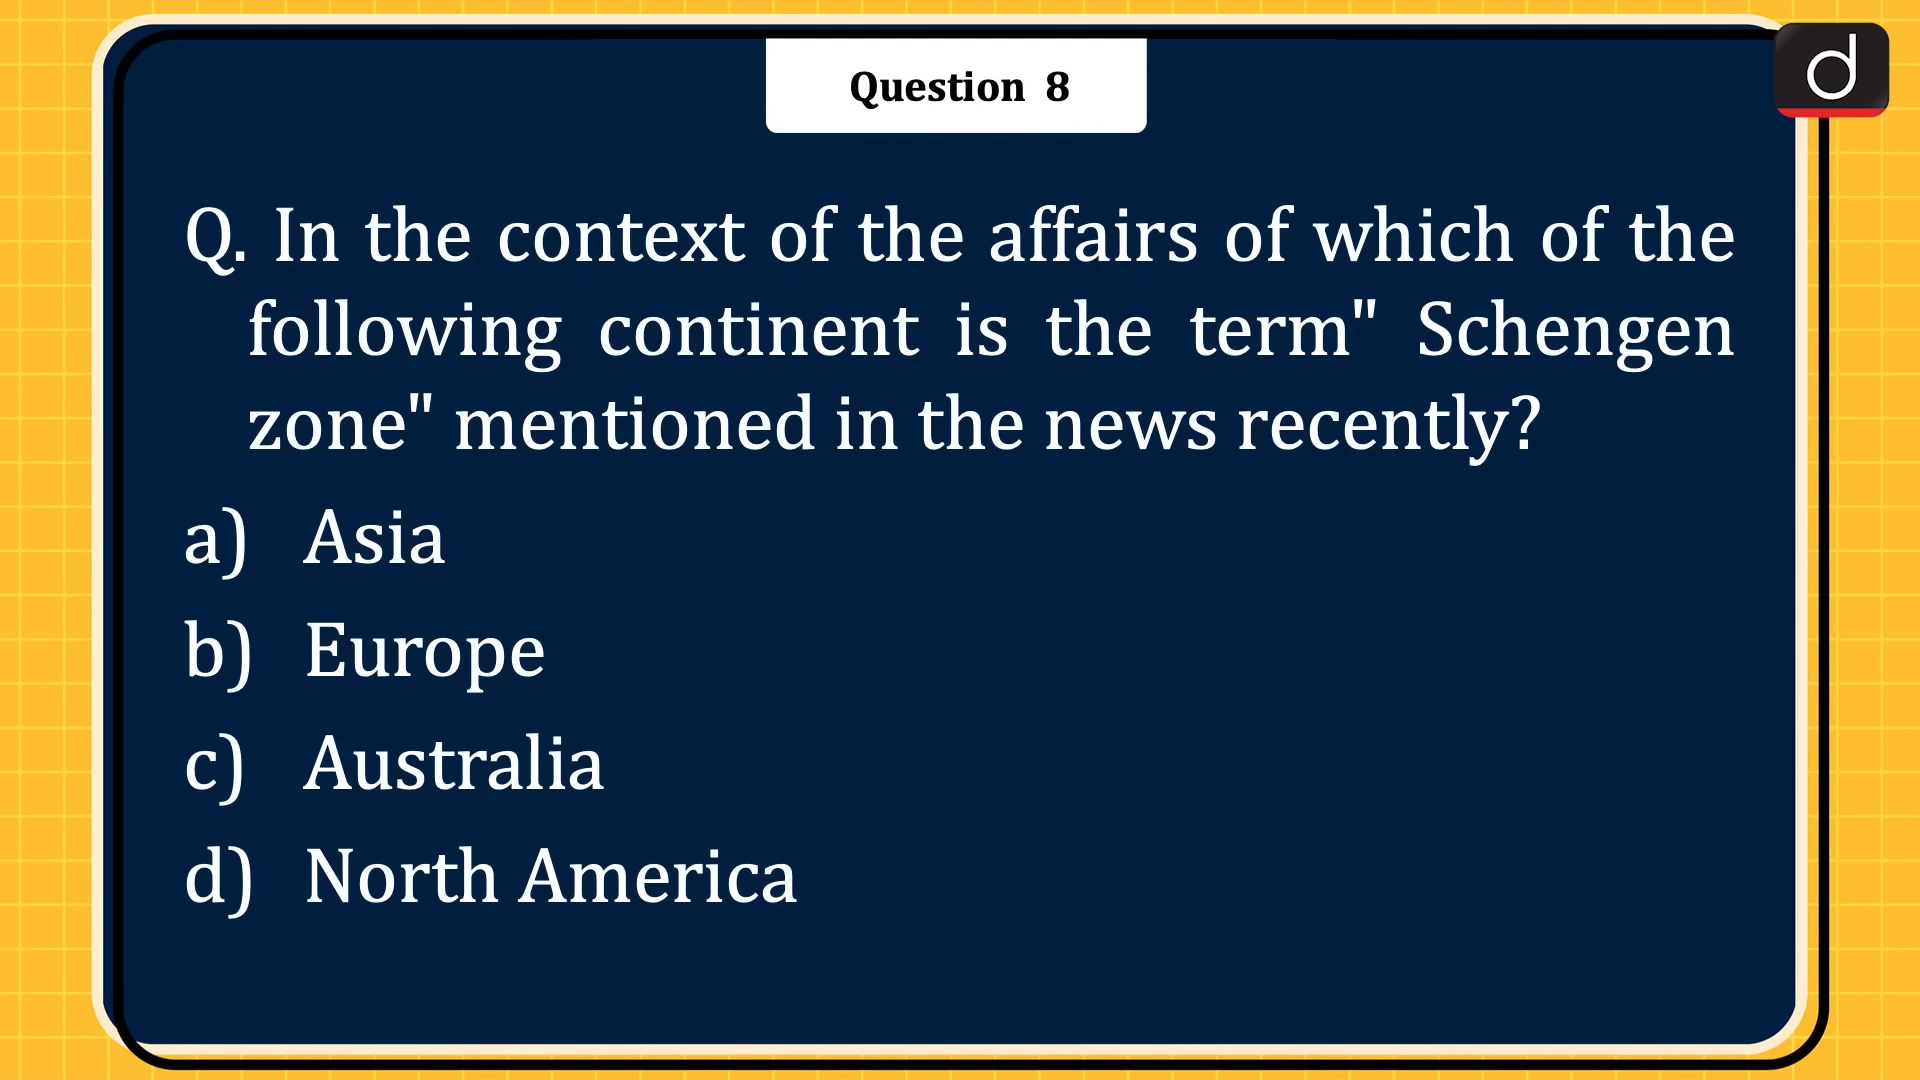 Question 8
d
Q. In the context of the affairs of which of the
following continent is the term" Schengen
zone" mentioned in the news recently?
a) Asia
b) Europe
c) Australia
d) North America